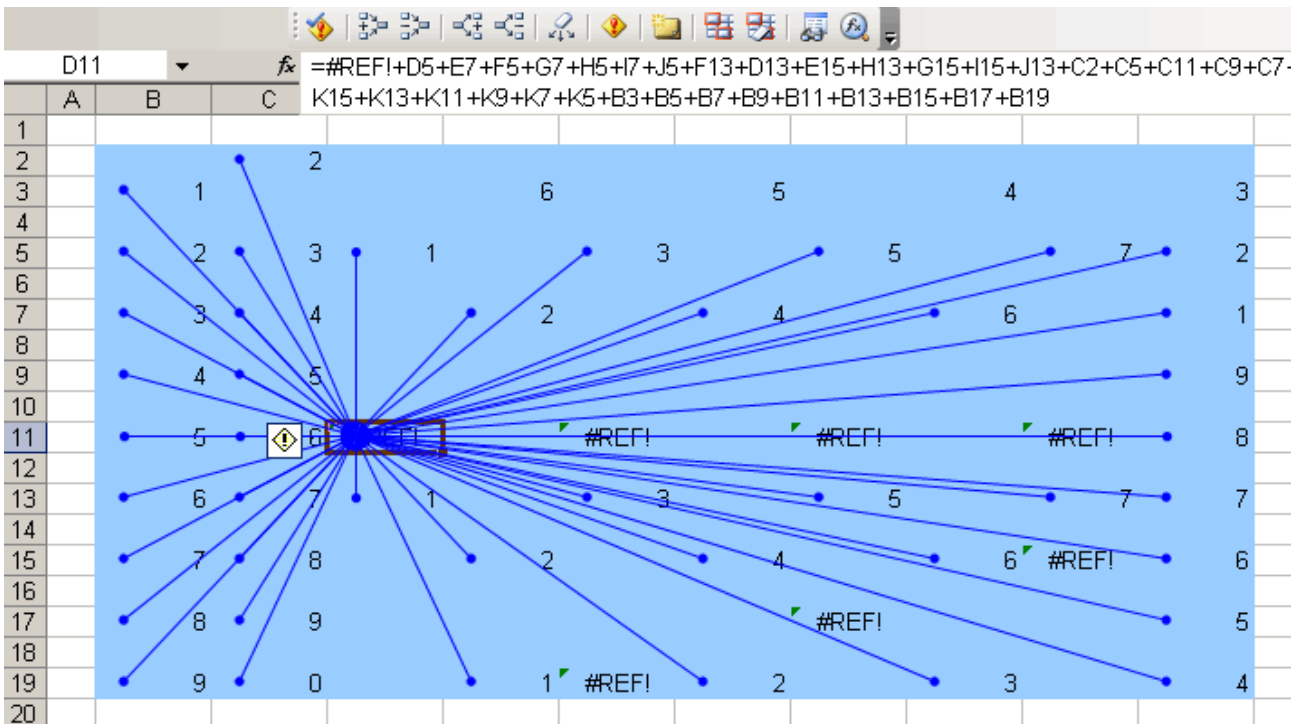 D11 fx =#REF!+D5+E7+F5+G7+H5+I7+J5+F13+D13+E15+H13+G15+I15+J13+C2+C5+C11+C9+C7+
K15+K13+K11+K9+K7+K5+B3+B5+B7+B9+B11+B13+B15+B17+B19
A B C
1
2 2
3 1 6 5 4 3
4
5 2 3 1 3 5 7 2
6
7 3 4 2 4 6 1
8
9 4 5 9
10
11 5 6 #REF! #REF! #REF! #REF! 8
12
13 6 7 1 3 5 7 7
14
15 7 8 2 4 6 #REF! 6
16
17 8 9 #REF! 5
18
19 9 0 1 #REF! 2 3 4
20